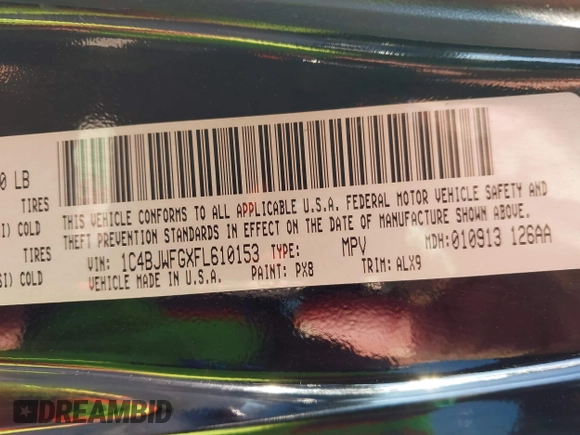 0 LB
TIRES
SI) COLD
TIRES
SI) COLD
THIS VEHICLE CONFORMS TO ALL APPLICABLE U.S.A. FEDERAL MOTOR VEHICLE SAFETY AND
THEFT PREVENTION STANDARDS IN EFFECT ON THE DATE OF MANUFACTURE SHOWN ABOVE.
VIN: 1C4BJWFGXFL610153 TYPE: MPV MDH:010913 126AA
VEHICLE MADE IN U.S.A. PAINT: PX8 TRIM: ALX9
DREAMBID